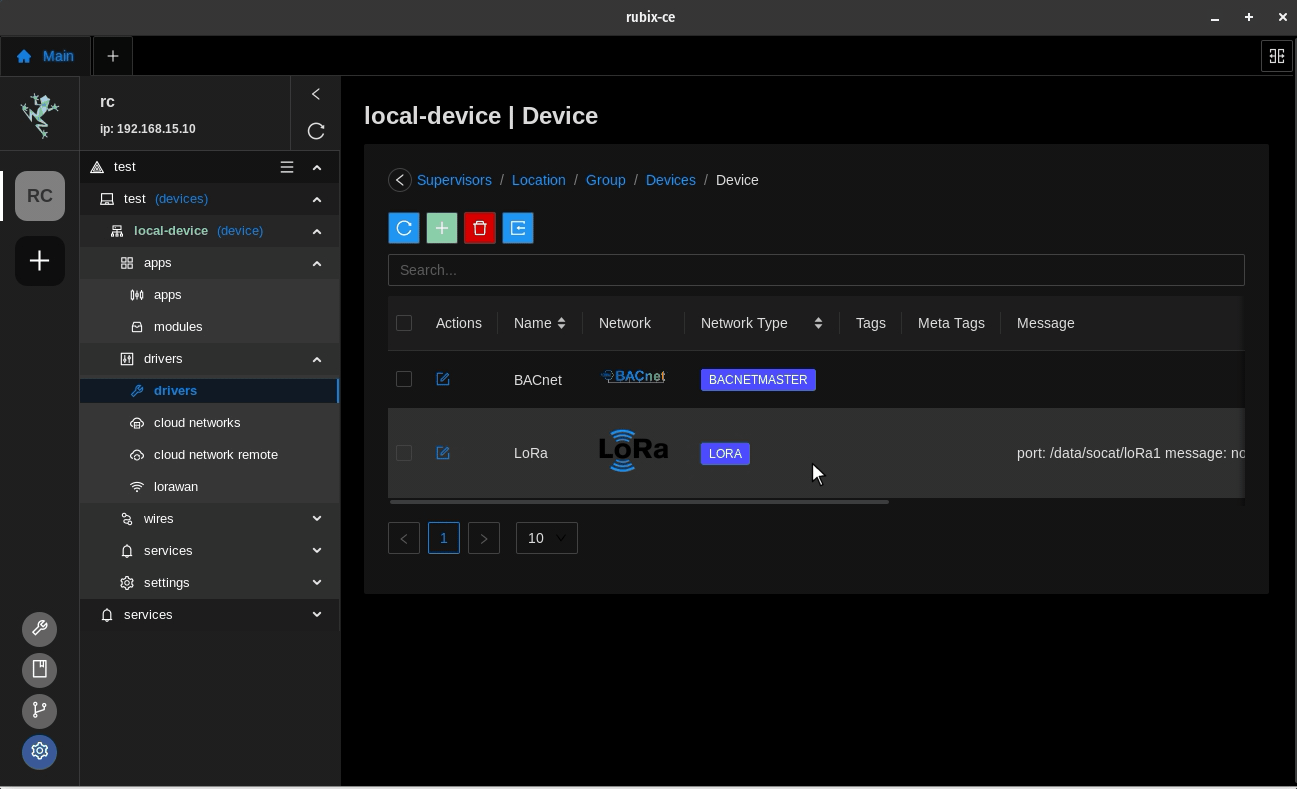 rubix-ce
Main
rc
ip: 192.168.15.10
RC
test
test (devices)
local-device (device)
apps
apps
modules
drivers
drivers
cloud networks
cloud network remote
lorawan
wires
services
settings
services
local-device | Device
Supervisors / Location / Group / Devices / Device
Search...
Actions Name Network Network Type Tags Meta Tags Message
BACnet BACnet BACNETMASTER
LoRa LoRa LORA port: /data/socat/loRa1 message: no
< 1 > 10